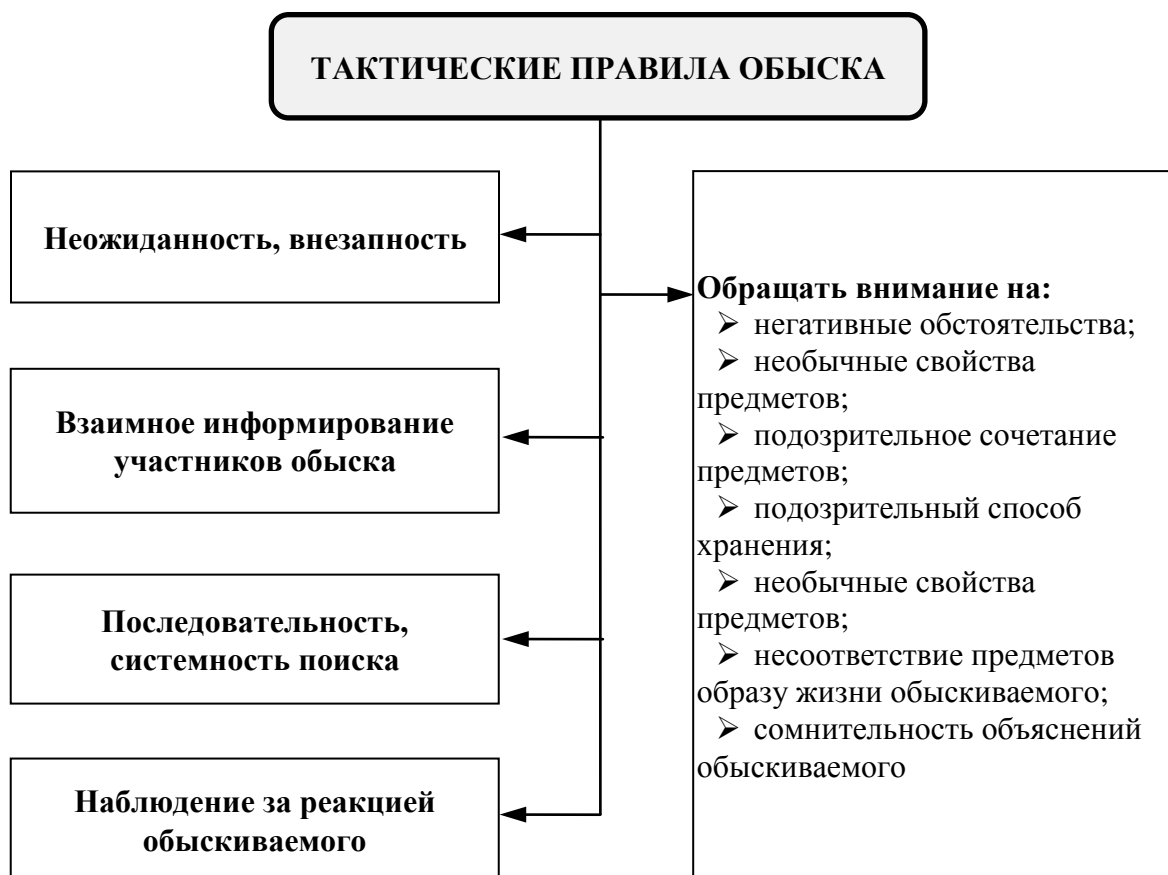 ТАКТИЧЕСКИЕ ПРАВИЛА ОБЫСКА
Неожиданность, внезапность
Взаимное информирование
участников обыска
Последовательность,
системность поиска
Наблюдение за реакцией
обыскиваемого
Обращать внимание на:
➢ негативные обстоятельства;
➢ необычные свойства
предметов;
➢ подозрительное сочетание
предметов;
➢ подозрительный способ
хранения;
➢ необычные свойства
предметов;
➢ несоответствие предметов
образу жизни обыскиваемого;
➢ сомнительность объяснений
обыскиваемого